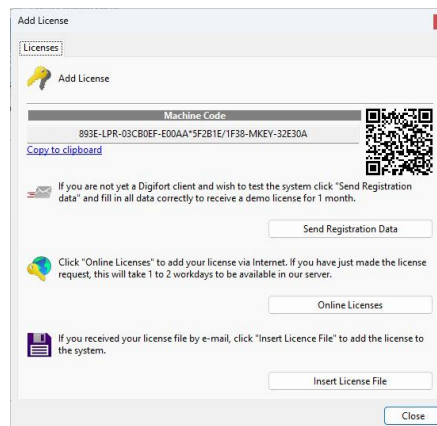 Add License
Licenses
Add License
Machine Code
893E-LPR-03CB0EF-E00AA*5F2B1E/1F38-MKEY-32E30A
Copy to clipboard
If you are not yet a Digifort client and wish to test the system click "Send Registration
data" and fill in all data correctly to receive a demo license for 1 month.
Send Registration Data
Click "Online Licenses" to add your license via Internet. If you have just made the license
request, this will take 1 to 2 workdays to be available in our server.
Online Licenses
If you received your license file by e-mail, click "Insert Licence File" to add the license to
the system.
Insert License File
Close